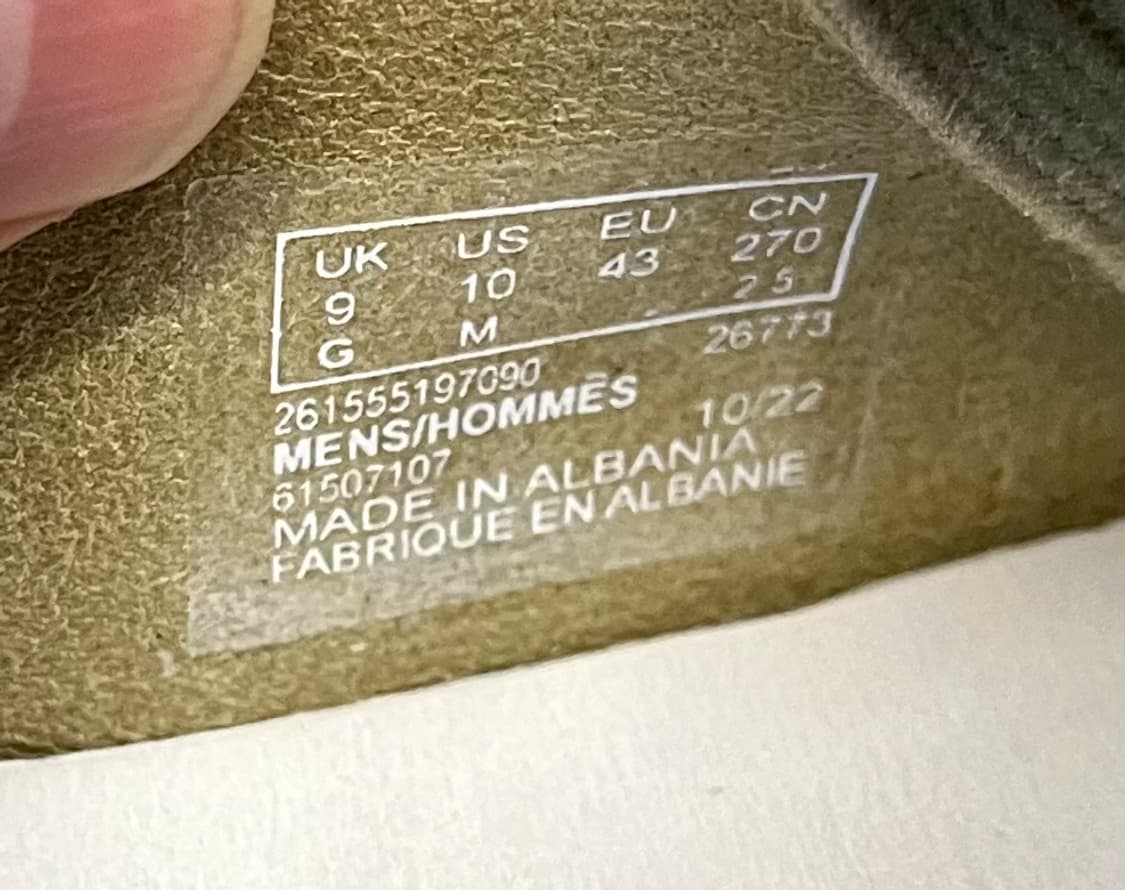 UK US EU CN
9 10 43 270
G M 2 5
261555197090 26773
MENS/HOMMES
61507107 10/22
MADE IN ALBANIA
FABRIQUE EN ALBANIE